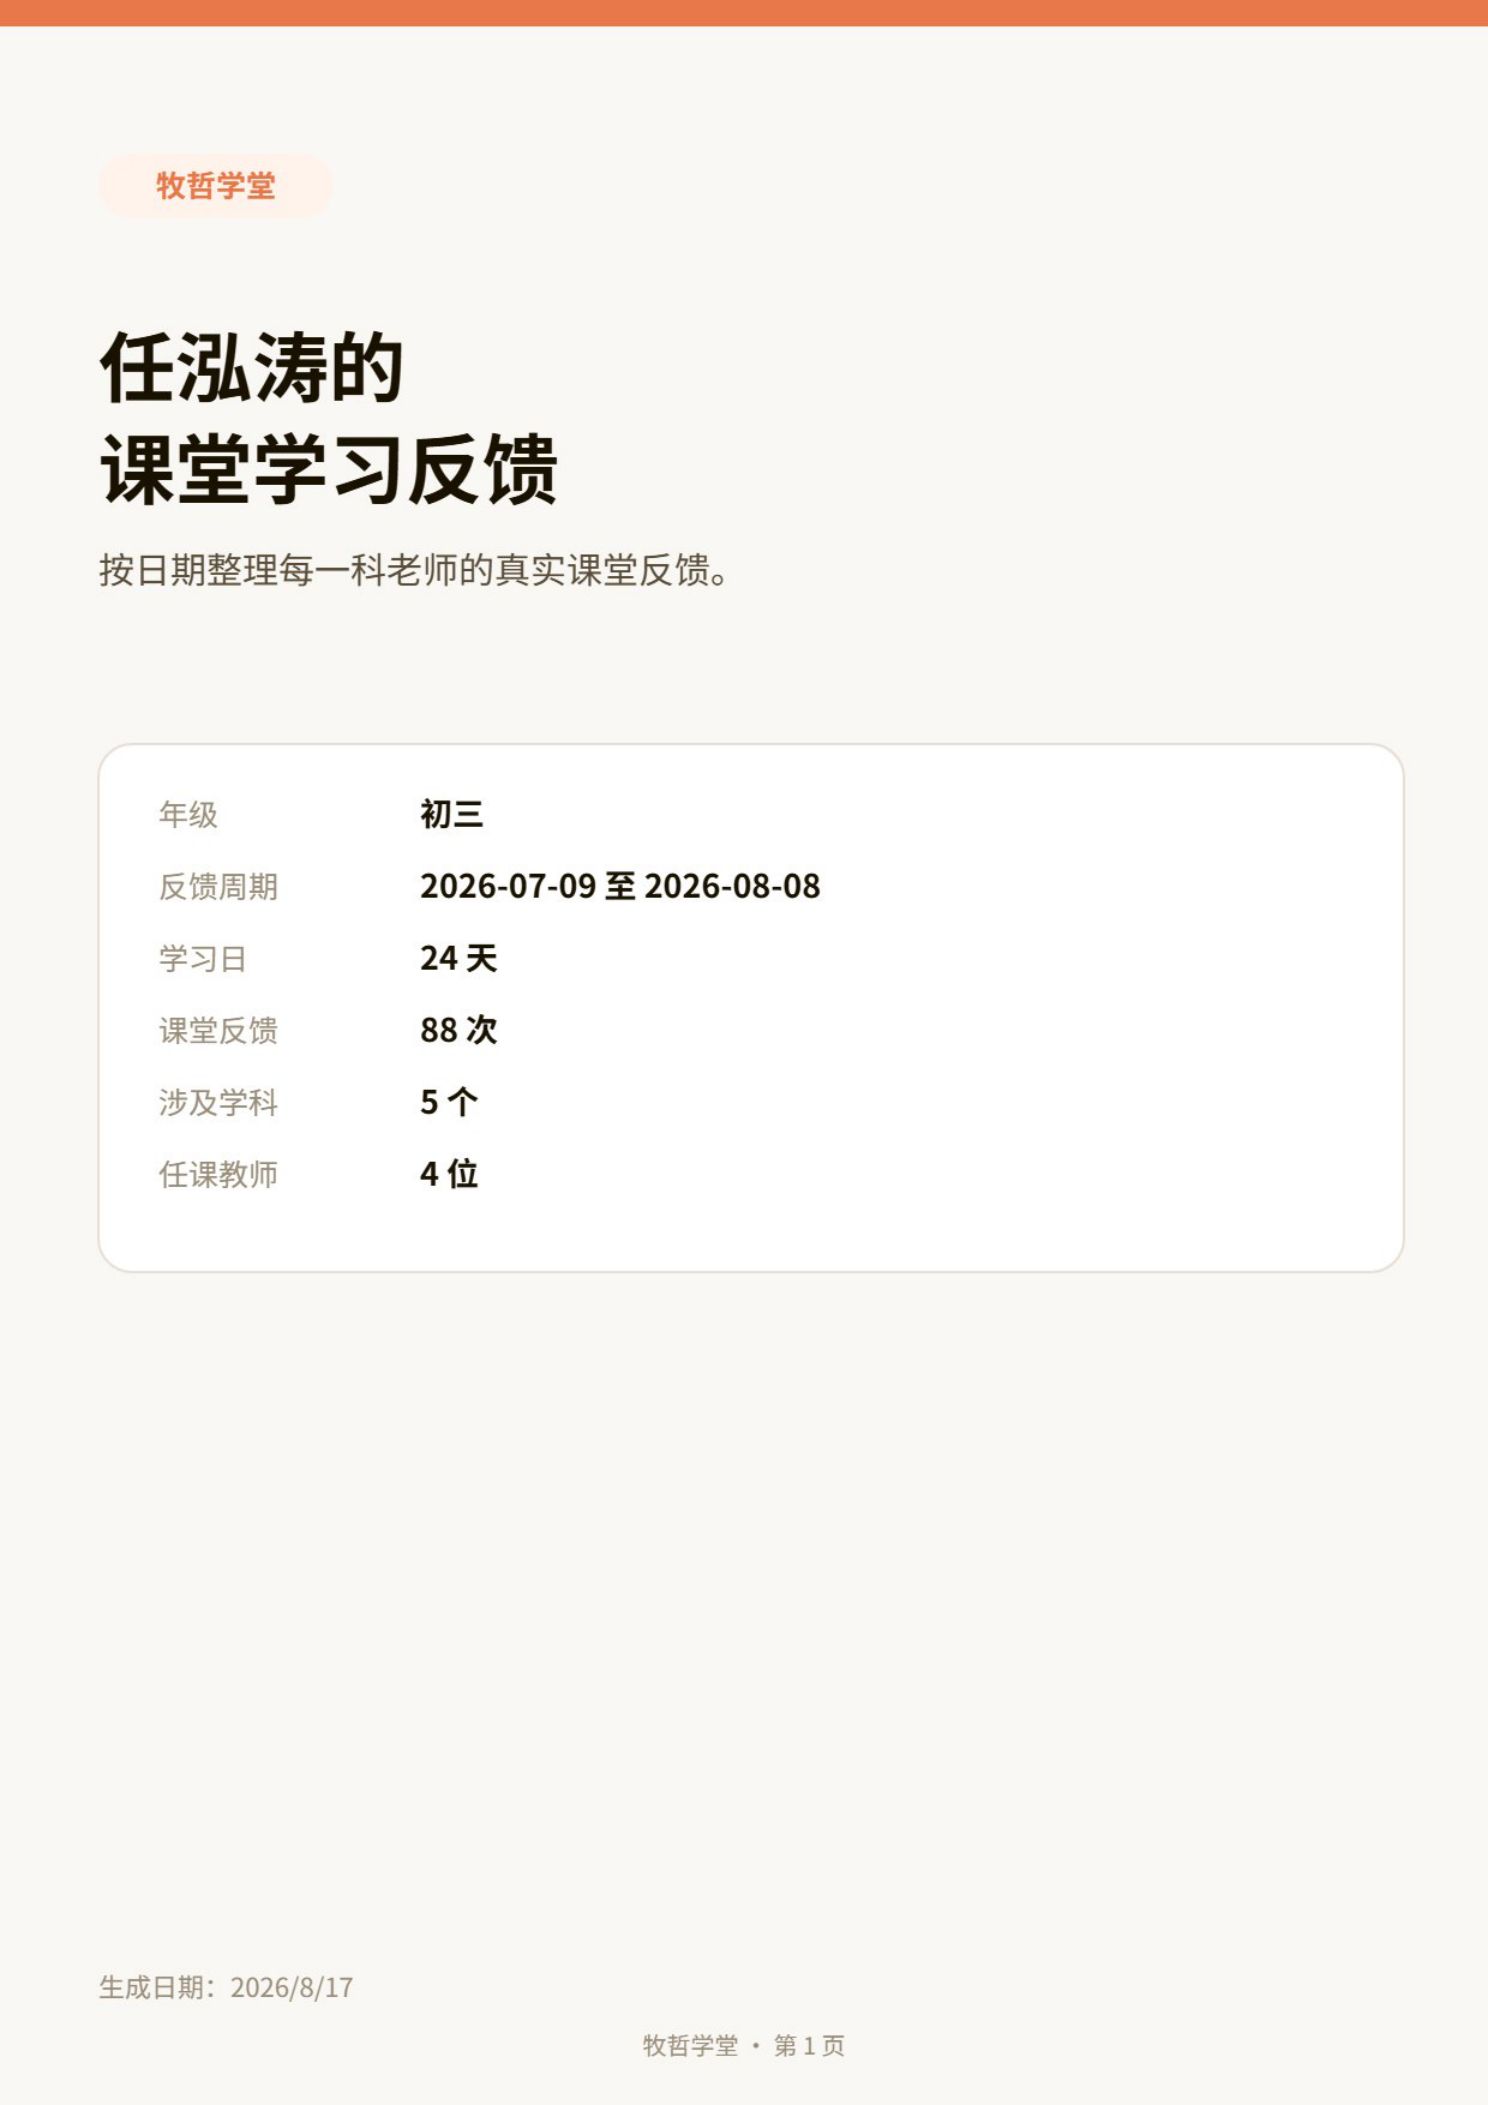 牧哲学堂
任泓涛的
课堂学习反馈
按日期整理每一科老师的真实课堂反馈。
年级 初三
反馈周期 2026-07-09 至 2026-08-08
学习日 24 天
课堂反馈 88 次
涉及学科 5 个
任课教师 4 位
生成日期：2026/8/17
牧哲学堂 · 第 1 页